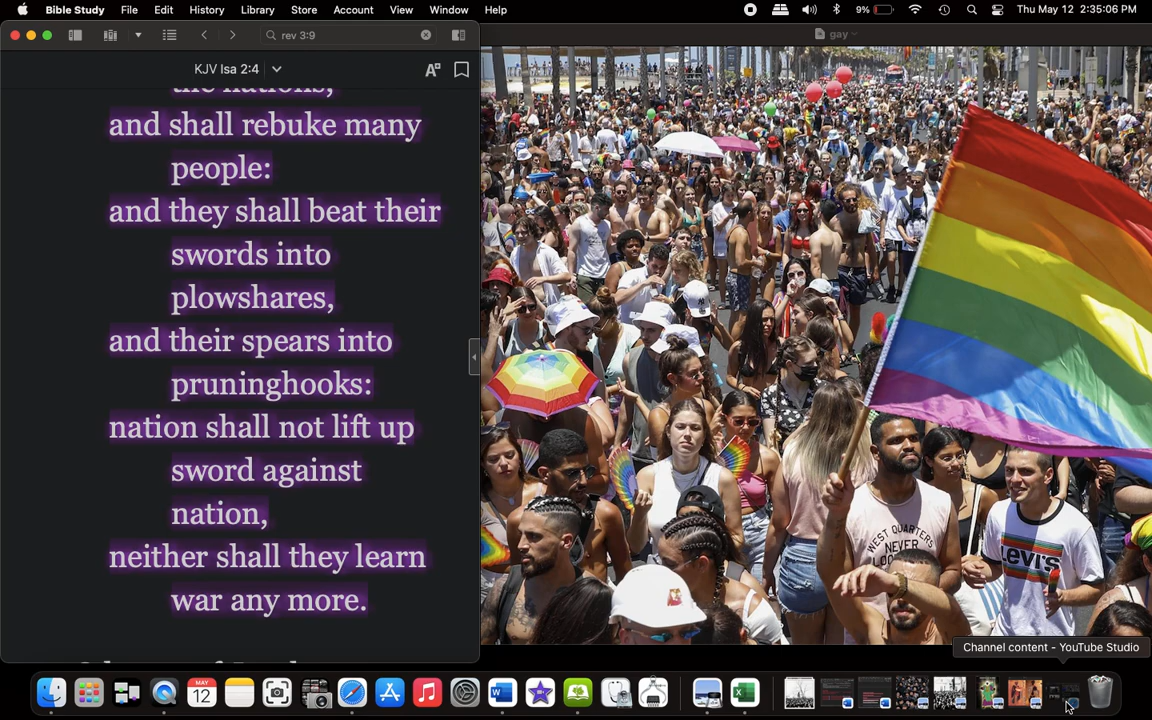 Bible Study File Edit History Library Store Account View Window Help 9% Thu May 12 2:35:06 PM
rev 3:9
gay
KJV Isa 2:4
the nations,
and shall rebuke many
people:
and they shall beat their
swords into
plowshares,
and their spears into
pruninghooks:
nation shall not lift up
sword against
nation,
neither shall they learn
war any more.
WEST QUARTERS
NEVER
Levi's
Channel content - YouTube Studio
MAY
12